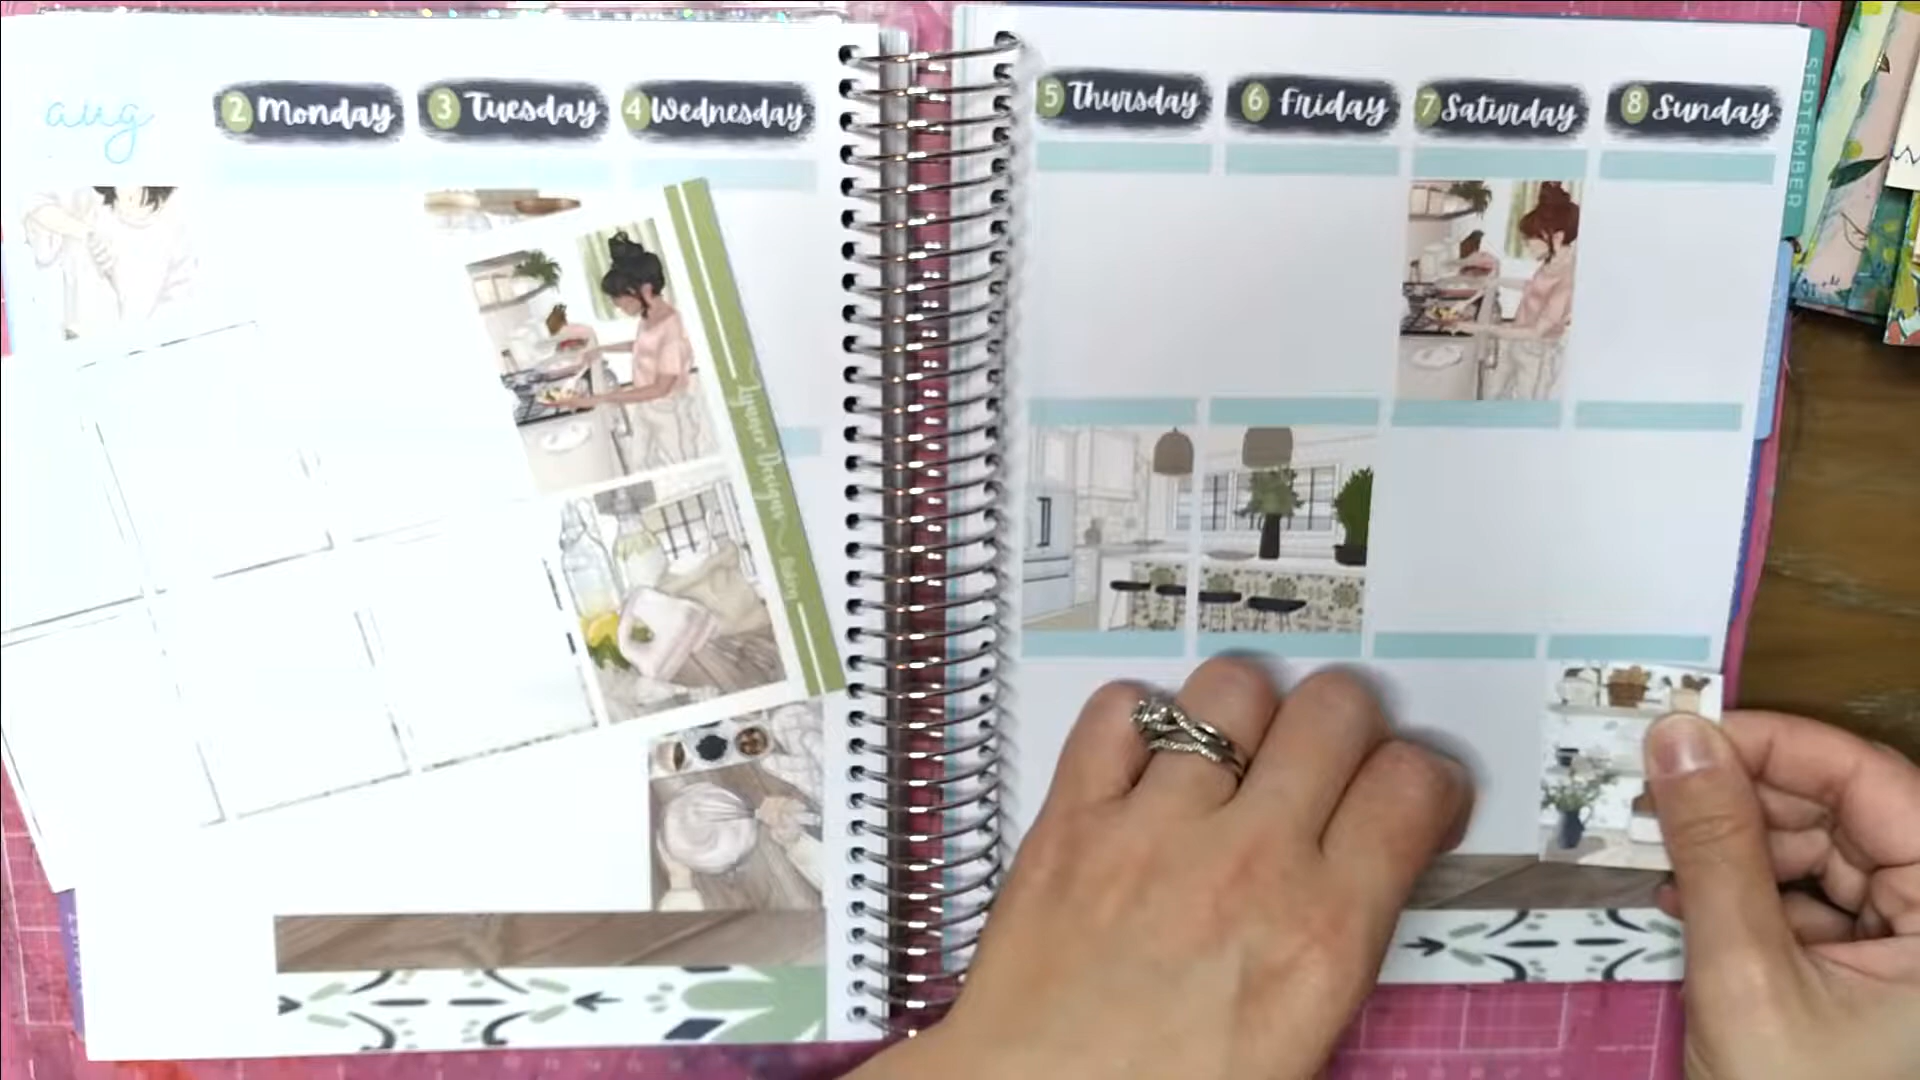 aug
2 Monday
3 Tuesday
4 Wednesday
5 Thursday
6 Friday
7 Saturday
8 Sunday
SEPTEMBER